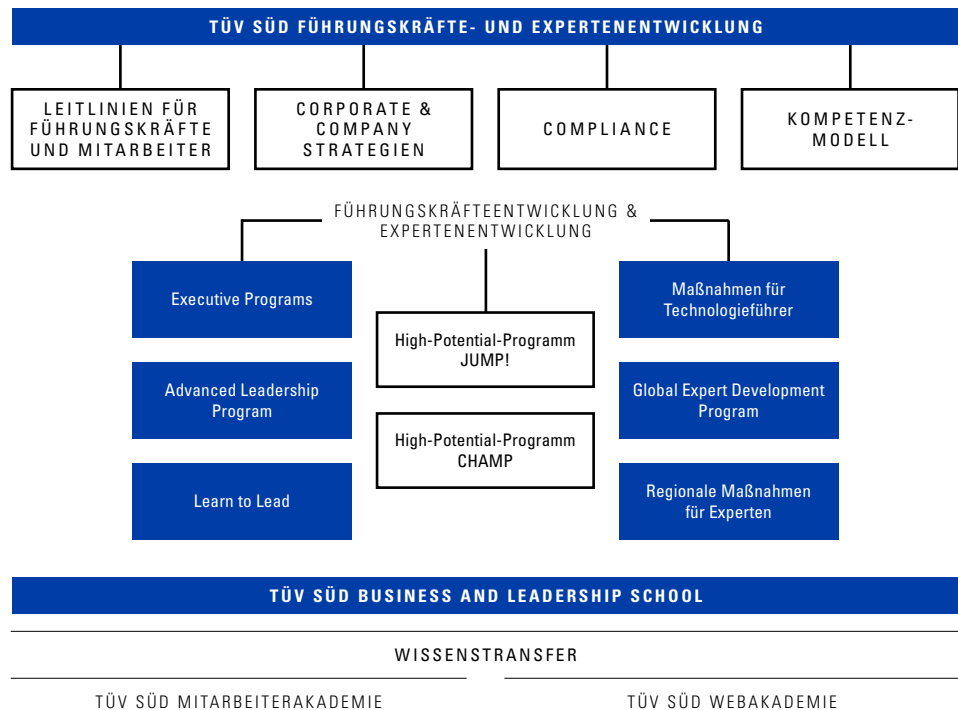 TÜV SÜD FÜHRUNGSKRÄFTE- UND EXPERTENENTWICKLUNG
LEITLINIEN FÜR
FÜHRUNGSKRÄFTE
UND MITARBEITER
CORPORATE &
COMPANY
STRATEGIEN
COMPLIANCE
KOMPETENZ-
MODELL
FÜHRUNGSKRÄFTEENTWICKLUNG &
EXPERTENENTWICKLUNG
Executive Programs
Advanced Leadership
Program
Learn to Lead
High-Potential-Programm
JUMP!
High-Potential-Programm
CHAMP
Maßnahmen für
Technologieführer
Global Expert Development
Program
Regionale Maßnahmen
für Experten
TÜV SÜD BUSINESS AND LEADERSHIP SCHOOL
WISSENSTRANSFER
TÜV SÜD MITARBEITERAKADEMIE
TÜV SÜD WEBAKADEMIE